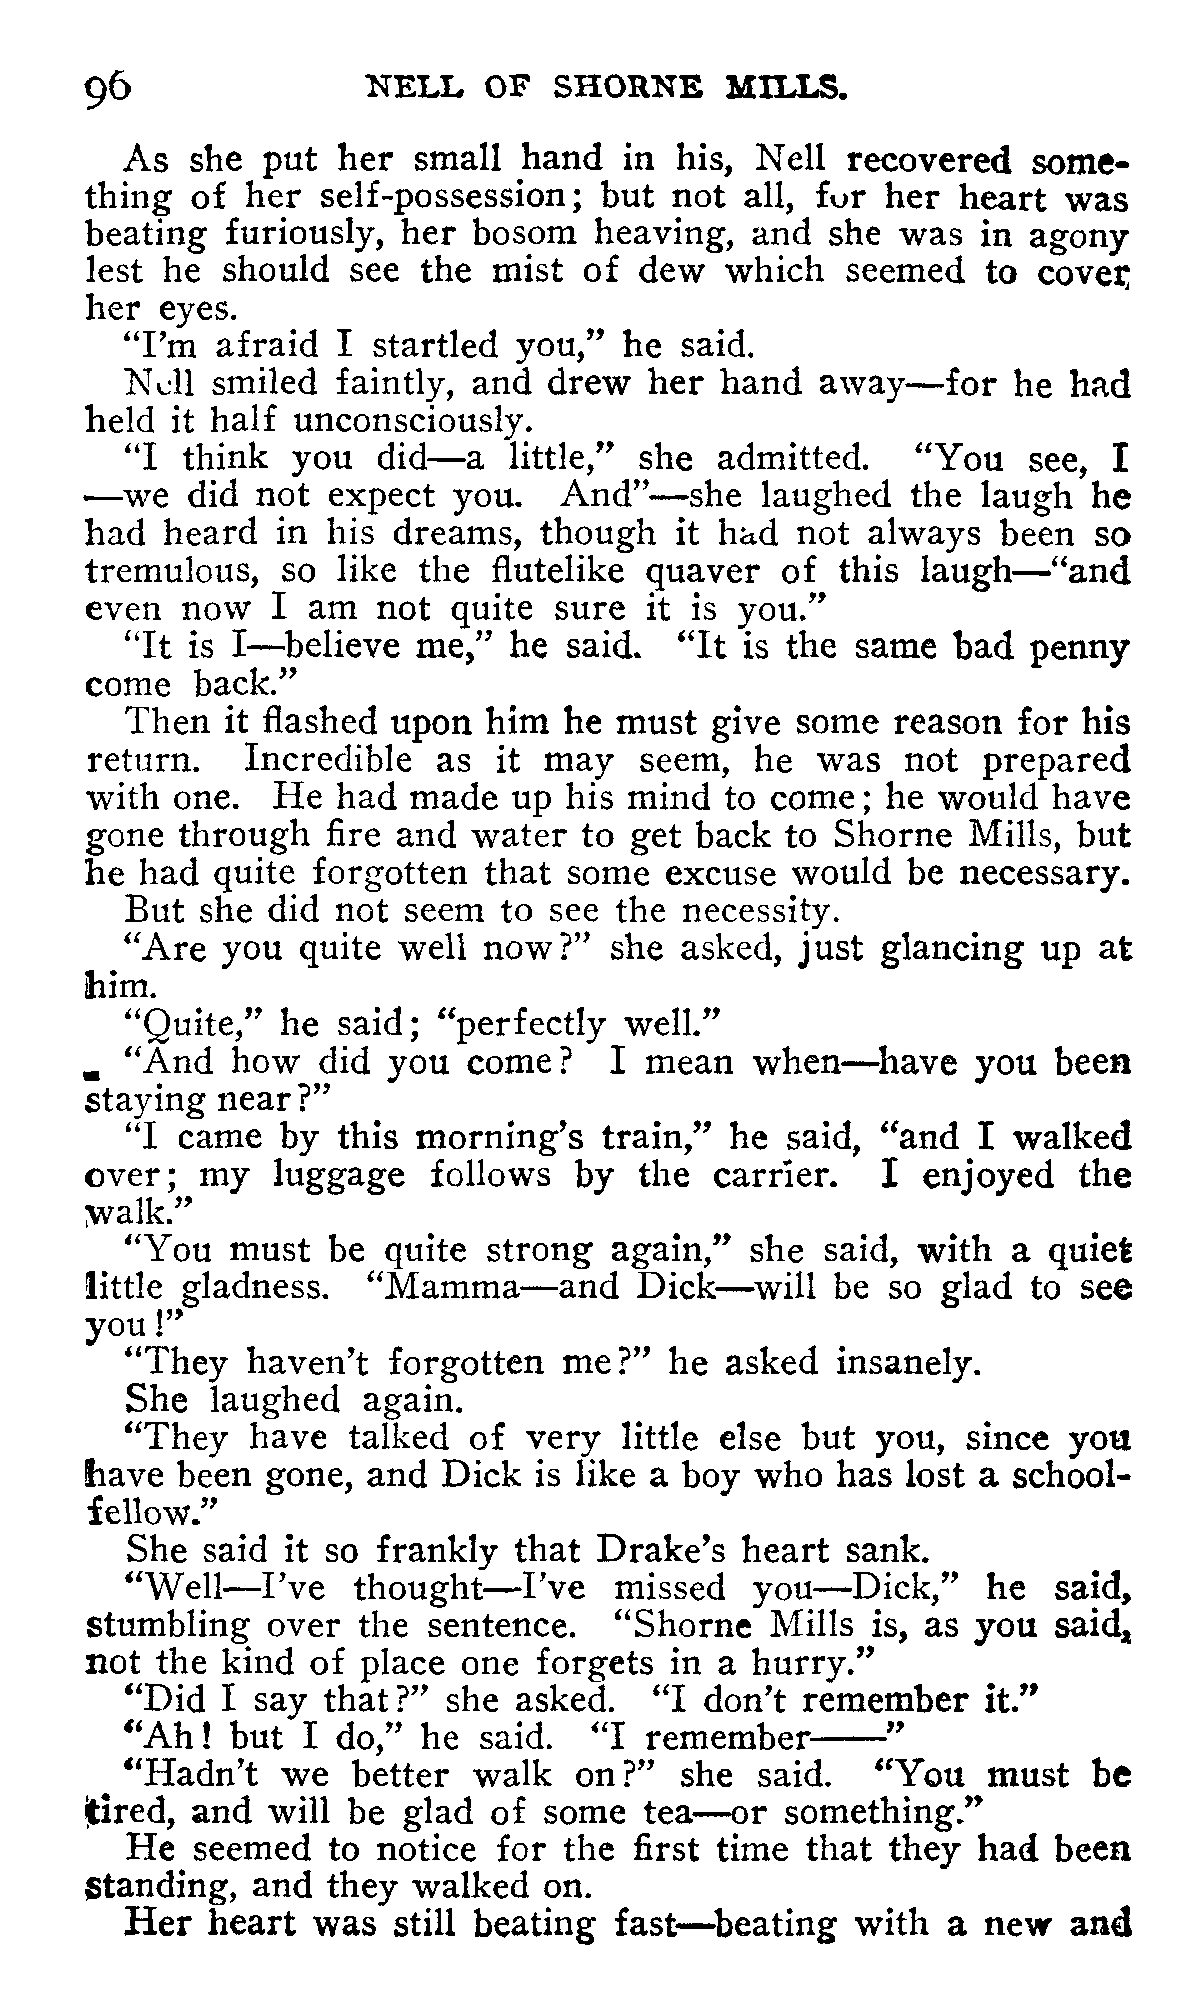 96 NELL OF SHORNE MILLS.
As she put her small hand in his, Nell recovered some-
thing of her self-possession; but not all, for her heart was
beating furiously, her bosom heaving, and she was in agony
lest he should see the mist of dew which seemed to cover
her eyes.
"I'm afraid I startled you," he said.
Nell smiled faintly, and drew her hand away—for he had
held it half unconsciously.
"I think you did—a little," she admitted. "You see, I
—we did not expect you. And"—she laughed the laugh he
had heard in his dreams, though it had not always been so
tremulous, so like the flutelike quaver of this laugh—"and
even now I am not quite sure it is you."
"It is I—believe me," he said. "It is the same bad penny
come back."
Then it flashed upon him he must give some reason for his
return. Incredible as it may seem, he was not prepared
with one. He had made up his mind to come; he would have
gone through fire and water to get back to Shorne Mills, but
he had quite forgotten that some excuse would be necessary.
But she did not seem to see the necessity.
"Are you quite well now?" she asked, just glancing up at
him.
"Quite," he said; "perfectly well."
"And how did you come? I mean when—have you been
staying near?"
"I came by this morning's train," he said, "and I walked
over; my luggage follows by the carrier. I enjoyed the
walk."
"You must be quite strong again," she said, with a quiet
little gladness. "Mamma—and Dick—will be so glad to see
you!"
"They haven't forgotten me?" he asked insanely.
She laughed again.
"They have talked of very little else but you, since you
have been gone, and Dick is like a boy who has lost a school-
fellow."
She said it so frankly that Drake's heart sank.
"Well—I've thought—I've missed you—Dick," he said,
stumbling over the sentence. "Shorne Mills is, as you said,
not the kind of place one forgets in a hurry."
"Did I say that?" she asked. "I don't remember it."
"Ah! but I do," he said. "I remember——"
"Hadn't we better walk on?" she said. "You must be
tired, and will be glad of some tea—or something."
He seemed to notice for the first time that they had been
standing, and they walked on.
Her heart was still beating fast—beating with a new and